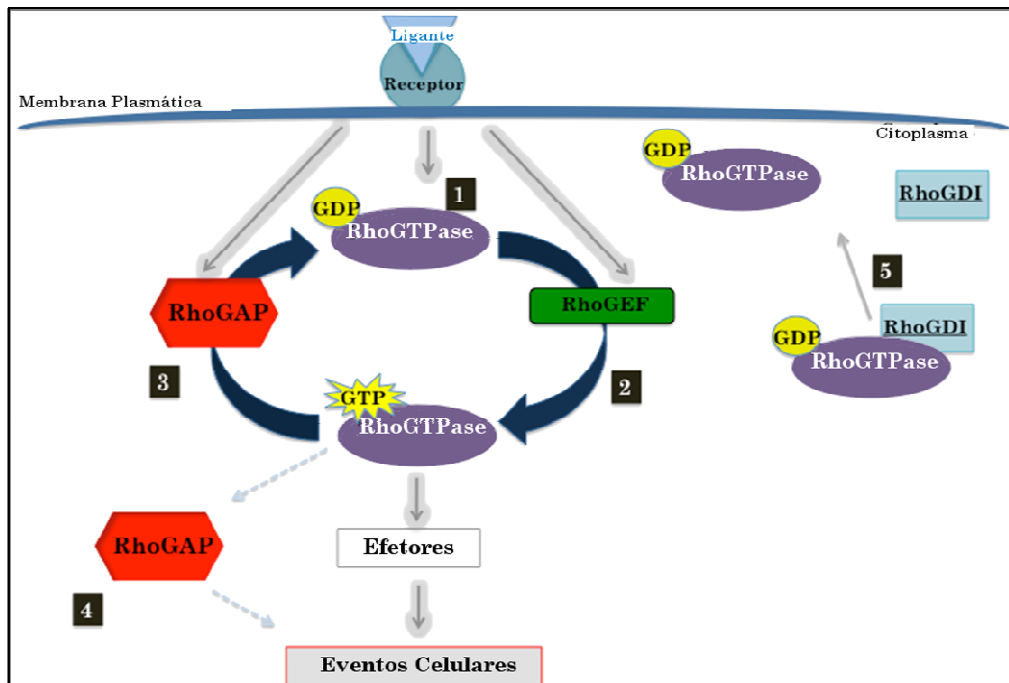 Ligante
Receptor
Membrana Plasmática
Citoplasma
GDP
RhoGTPase
1
GDP
RhoGTPase
RhoGDI
RhoGAP
RhoGEF
5
RhoGDI
GDP
RhoGTPase
3
2
GTP
RhoGTPase
RhoGAP
Efetores
4
Eventos Celulares